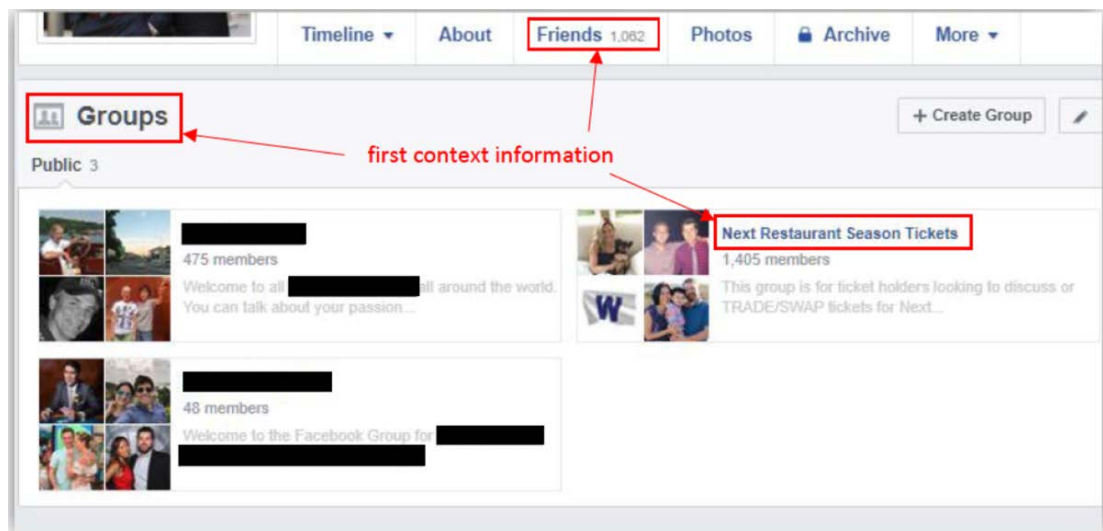 Timeline About Friends 1,062 Photos Archive More
Groups
+ Create Group
first context information
Public 3
475 members
Welcome to all all around the world.
You can talk about your passion...
Next Restaurant Season Tickets
1,405 members
This group is for ticket holders looking to discuss or
TRADE/SWAP tickets for Next...
W
48 members
Welcome to the Facebook Group for